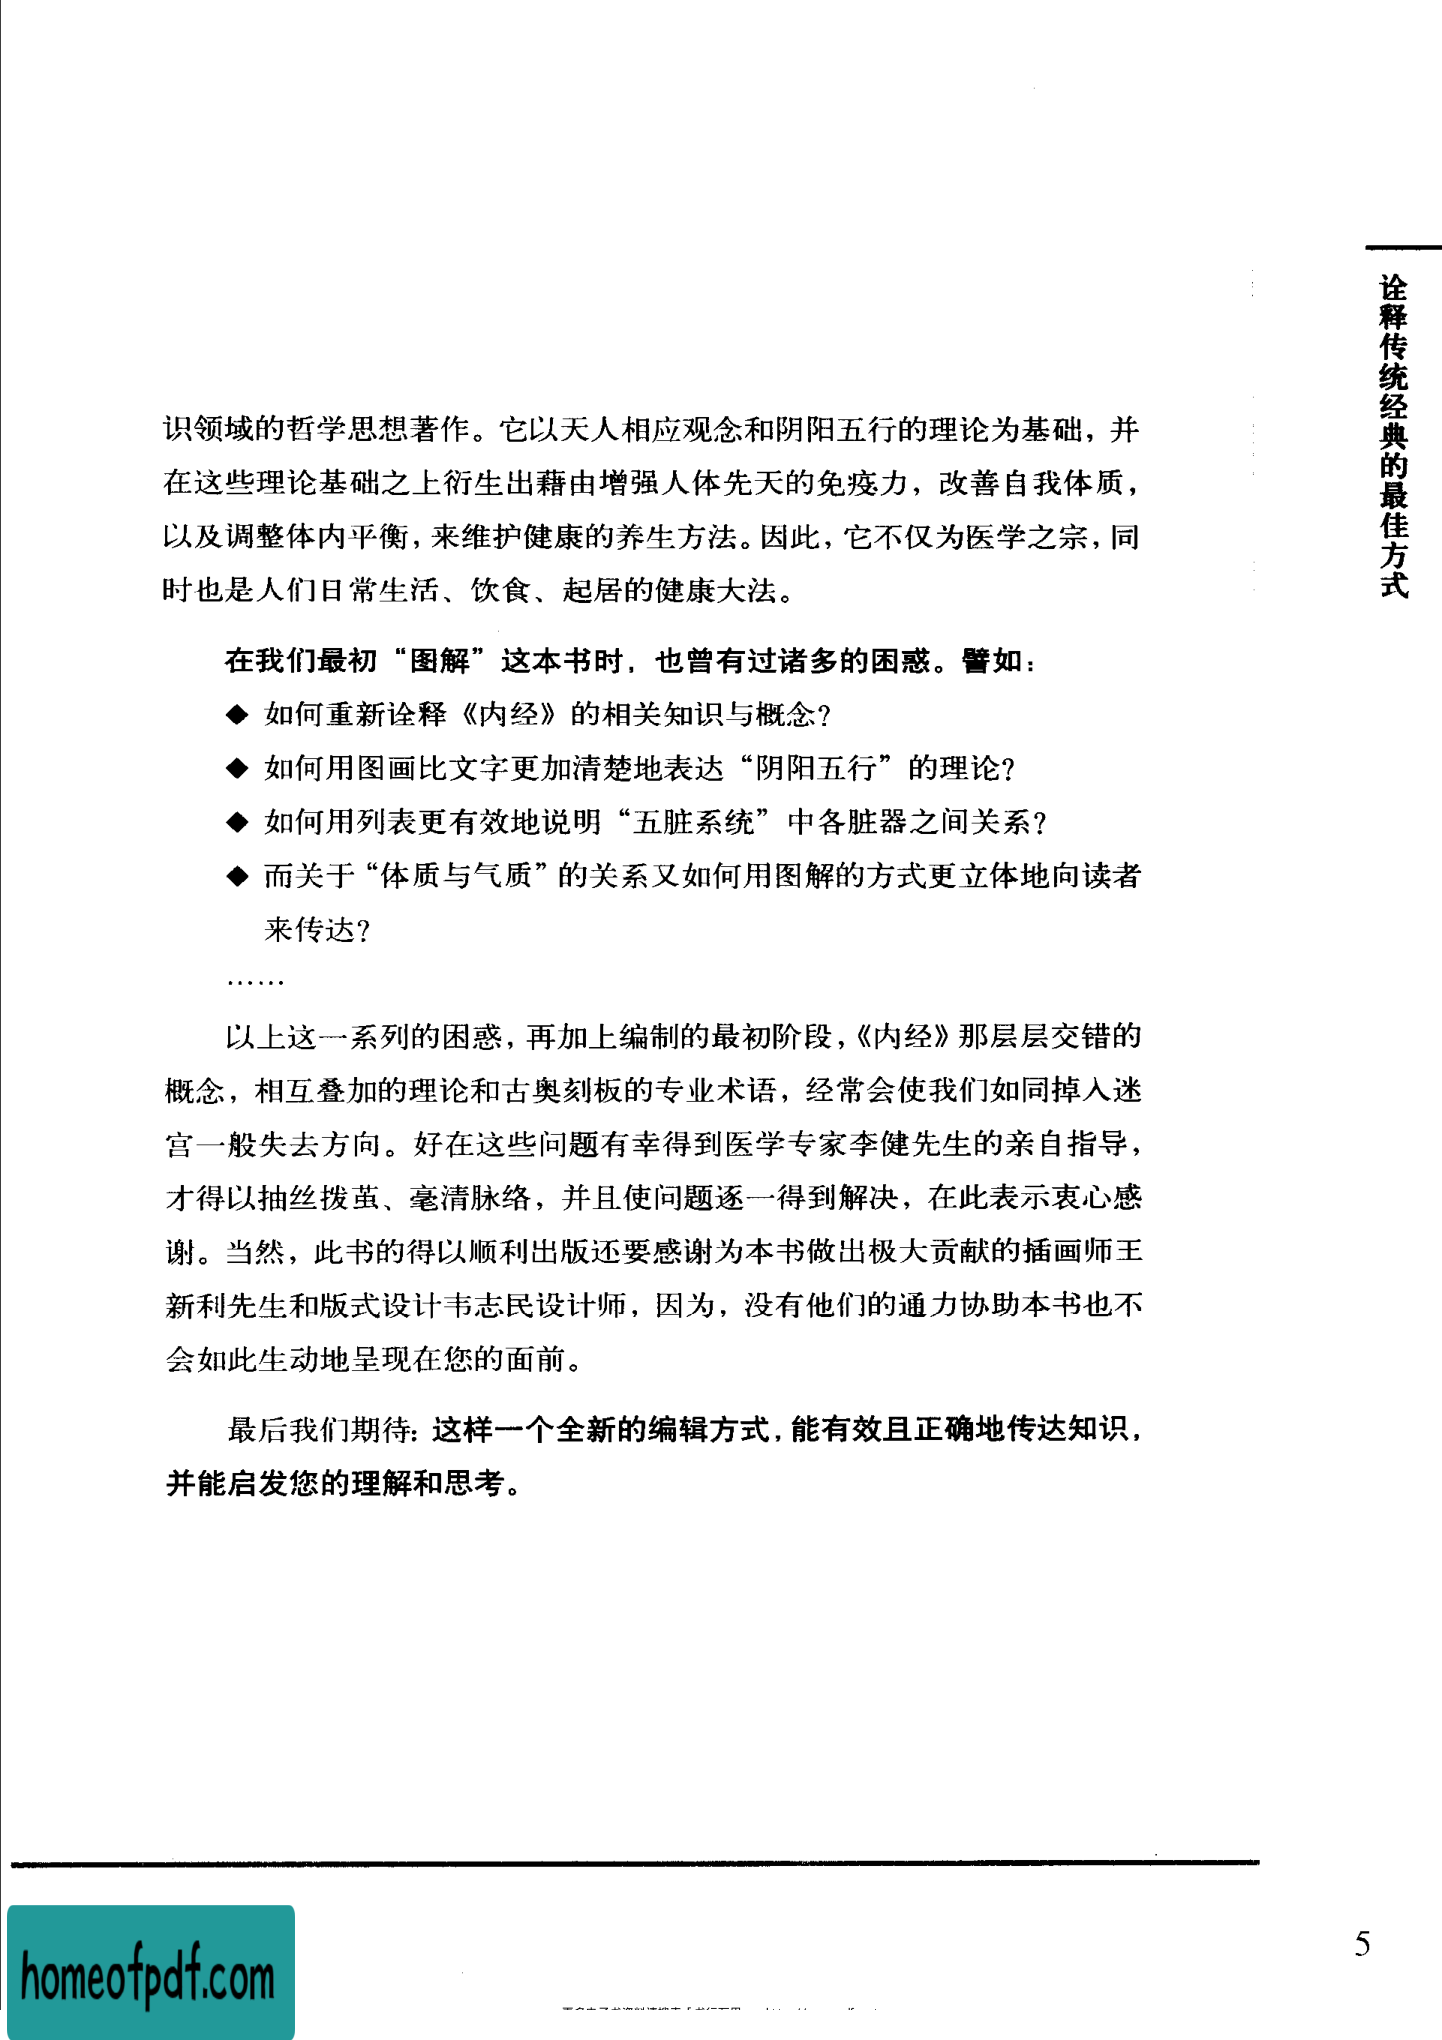 诠释传统经典的最佳方式
识领域的哲学思想著作。它以天人相应观念和阴阳五行的理论为基础，并
在这些理论基础之上衍生出藉由增强人体先天的免疫力，改善自我体质，
以及调整体内平衡，来维护健康的养生方法。因此，它不仅为医学之宗，同
时也是人们日常生活、饮食、起居的健康大法。
在我们最初“图解”这本书时，也曾有过诸多的困惑。譬如：
◆ 如何重新诠释《内经》的相关知识与概念？
◆ 如何用图画比文字更加清楚地表达“阴阳五行”的理论？
◆ 如何用列表更有效地说明“五脏系统”中各脏器之间关系？
◆ 而关于“体质与气质”的关系又如何用图解的方式更立体地向读者
来传达？
……
以上这一系列的困惑，再加上编制的最初阶段，《内经》那层层交错的
概念，相互叠加的理论和古奥刻板的专业术语，经常会使我们如同掉入迷
宫一般失去方向。好在这些问题有幸得到医学专家李健先生的亲自指导，
才得以抽丝拨茧、毫清脉络，并且使问题逐一得到解决，在此表示衷心感
谢。当然，此书的得以顺利出版还要感谢为本书做出极大贡献的插画师王
新利先生和版式设计韦志民设计师，因为，没有他们的通力协助本书也不
会如此生动地呈现在您的面前。
最后我们期待：这样一个全新的编辑方式，能有效且正确地传达知识，
并能启发您的理解和思考。
5
homeofpdf.com